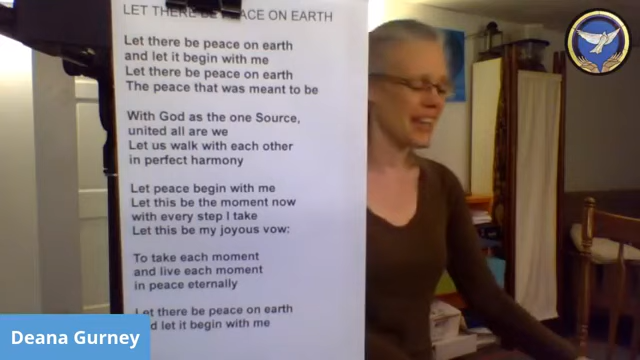 LET THERE BE PEACE ON EARTH
Let there be peace on earth
and let it begin with me
Let there be peace on earth
The peace that was meant to be
With God as the one Source,
united all are we
Let us walk with each other
in perfect harmony
Let peace begin with me
Let this be the moment now
with every step I take
Let this be my joyous vow:
To take each moment
and live each moment
in peace eternally
Let there be peace on earth
and let it begin with me
Deana Gurney